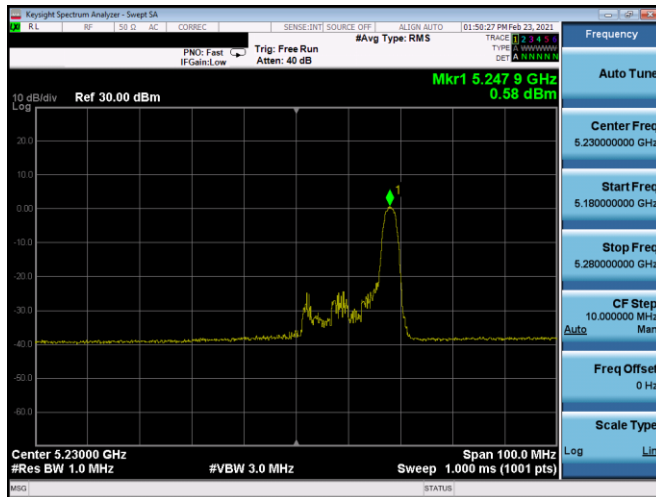 Keysight Spectrum Analyzer - Swept SA
RL RF 50 Ω AC CORREC SENSE:INT SOURCE OFF ALIGN AUTO 01:50:27 PM Feb 23, 2021
#Avg Type: RMS
TRACE 1 2 3 4 5 6
PNO: Fast Trig: Free Run TYPE A WWWWW
IFGain:Low Atten: 40 dB DET A N N N N N
Mkr1 5.247 9 GHz
0.58 dBm
10 dB/div Ref 30.00 dBm
Log
20.0
10.0
0.00
-10.0
-20.0
-30.0
-40.0
-50.0
-60.0
1
Center 5.23000 GHz Span 100.0 MHz
#Res BW 1.0 MHz #VBW 3.0 MHz Sweep 1.000 ms (1001 pts)
MSG STATUS
Frequency
Auto Tune
Center Freq
5.230000000 GHz
Start Freq
5.180000000 GHz
Stop Freq
5.280000000 GHz
CF Step
10.000000 MHz
Auto Man
Freq Offset
0 Hz
Scale Type
Log Lin